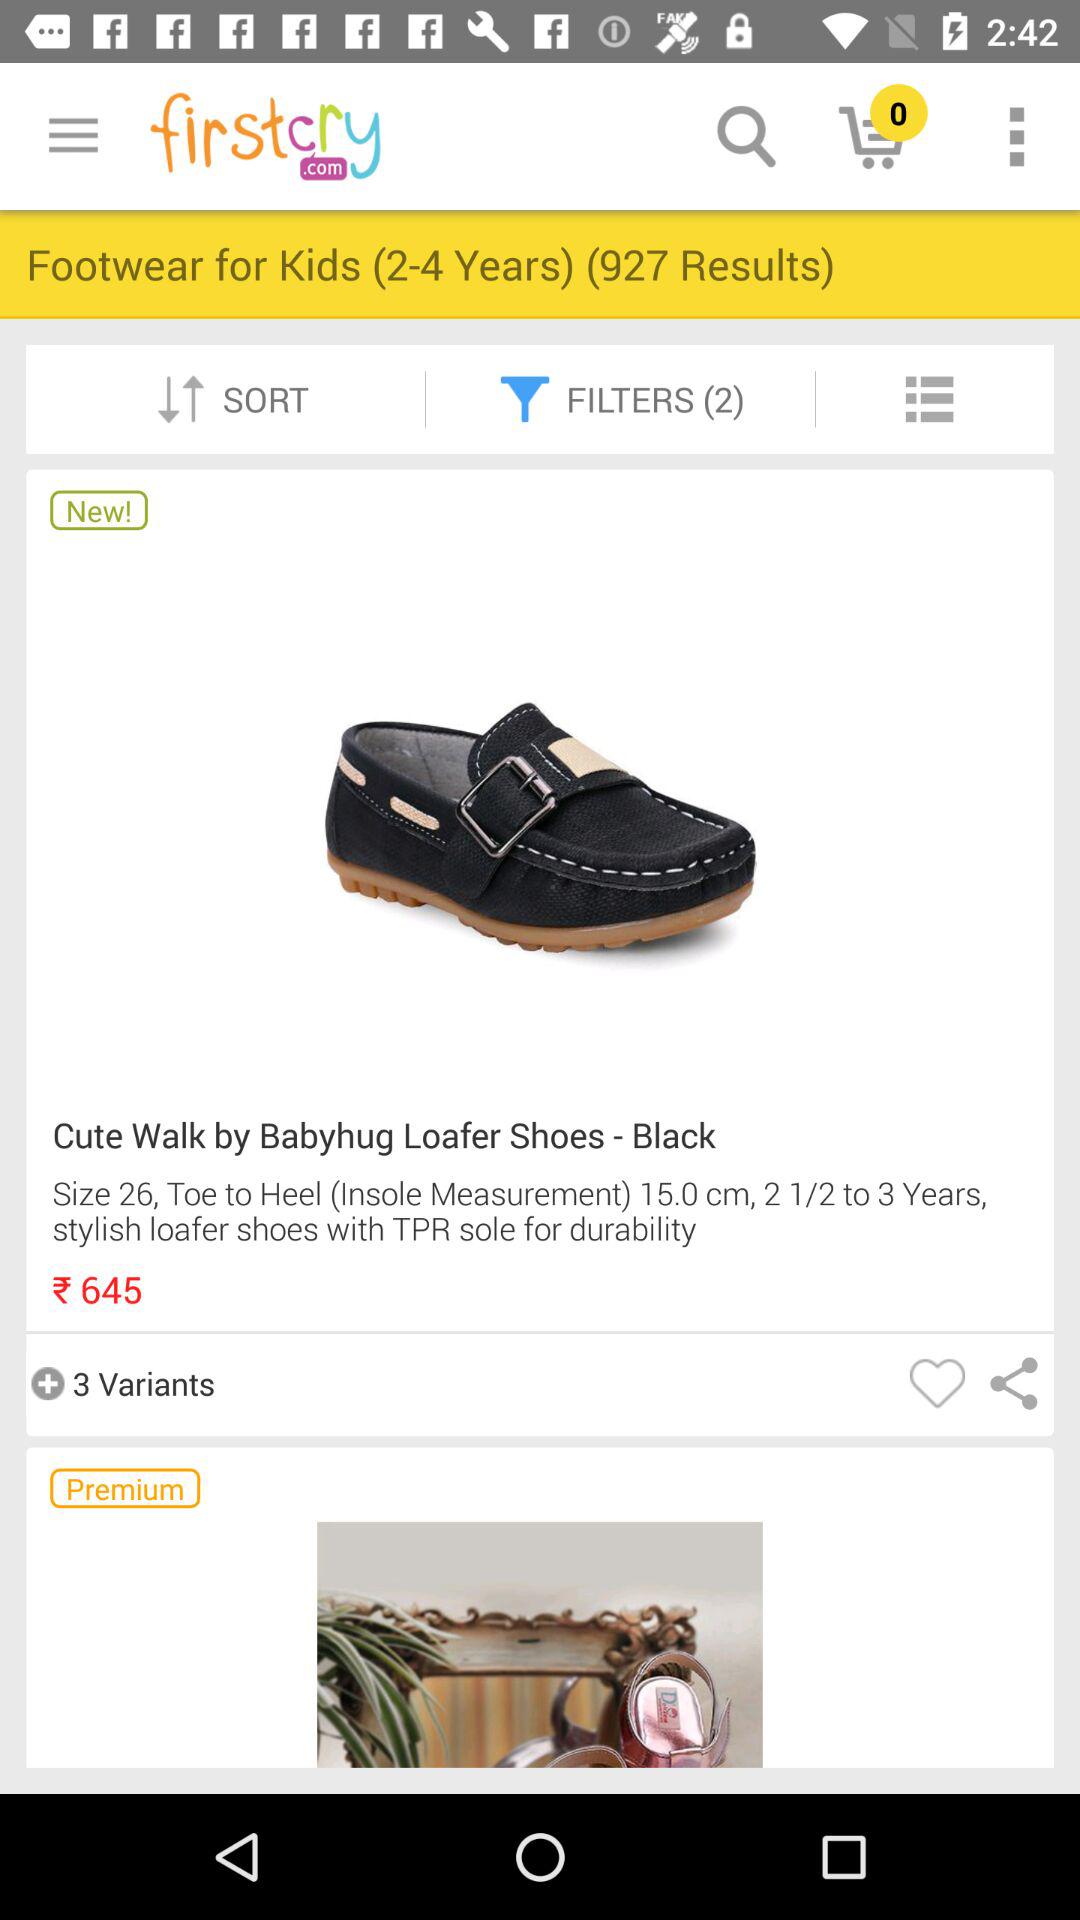 FAKE
2:42
firstcry
.com
0
Footwear for Kids (2-4 Years) (927 Results)
SORT
FILTERS (2)
New!
Cute Walk by Babyhug Loafer Shoes - Black
Size 26, Toe to Heel (Insole Measurement) 15.0 cm, 2 1/2 to 3 Years,
stylish loafer shoes with TPR sole for durability
₹ 645
3 Variants
Premium